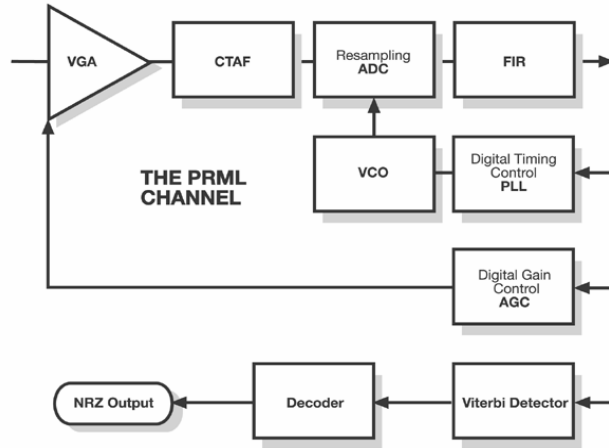 VGA
CTAF
Resampling
ADC
FIR
THE PRML
CHANNEL
VCO
Digital Timing
Control
PLL
Digital Gain
Control
AGC
NRZ Output
Decoder
Viterbi Detector